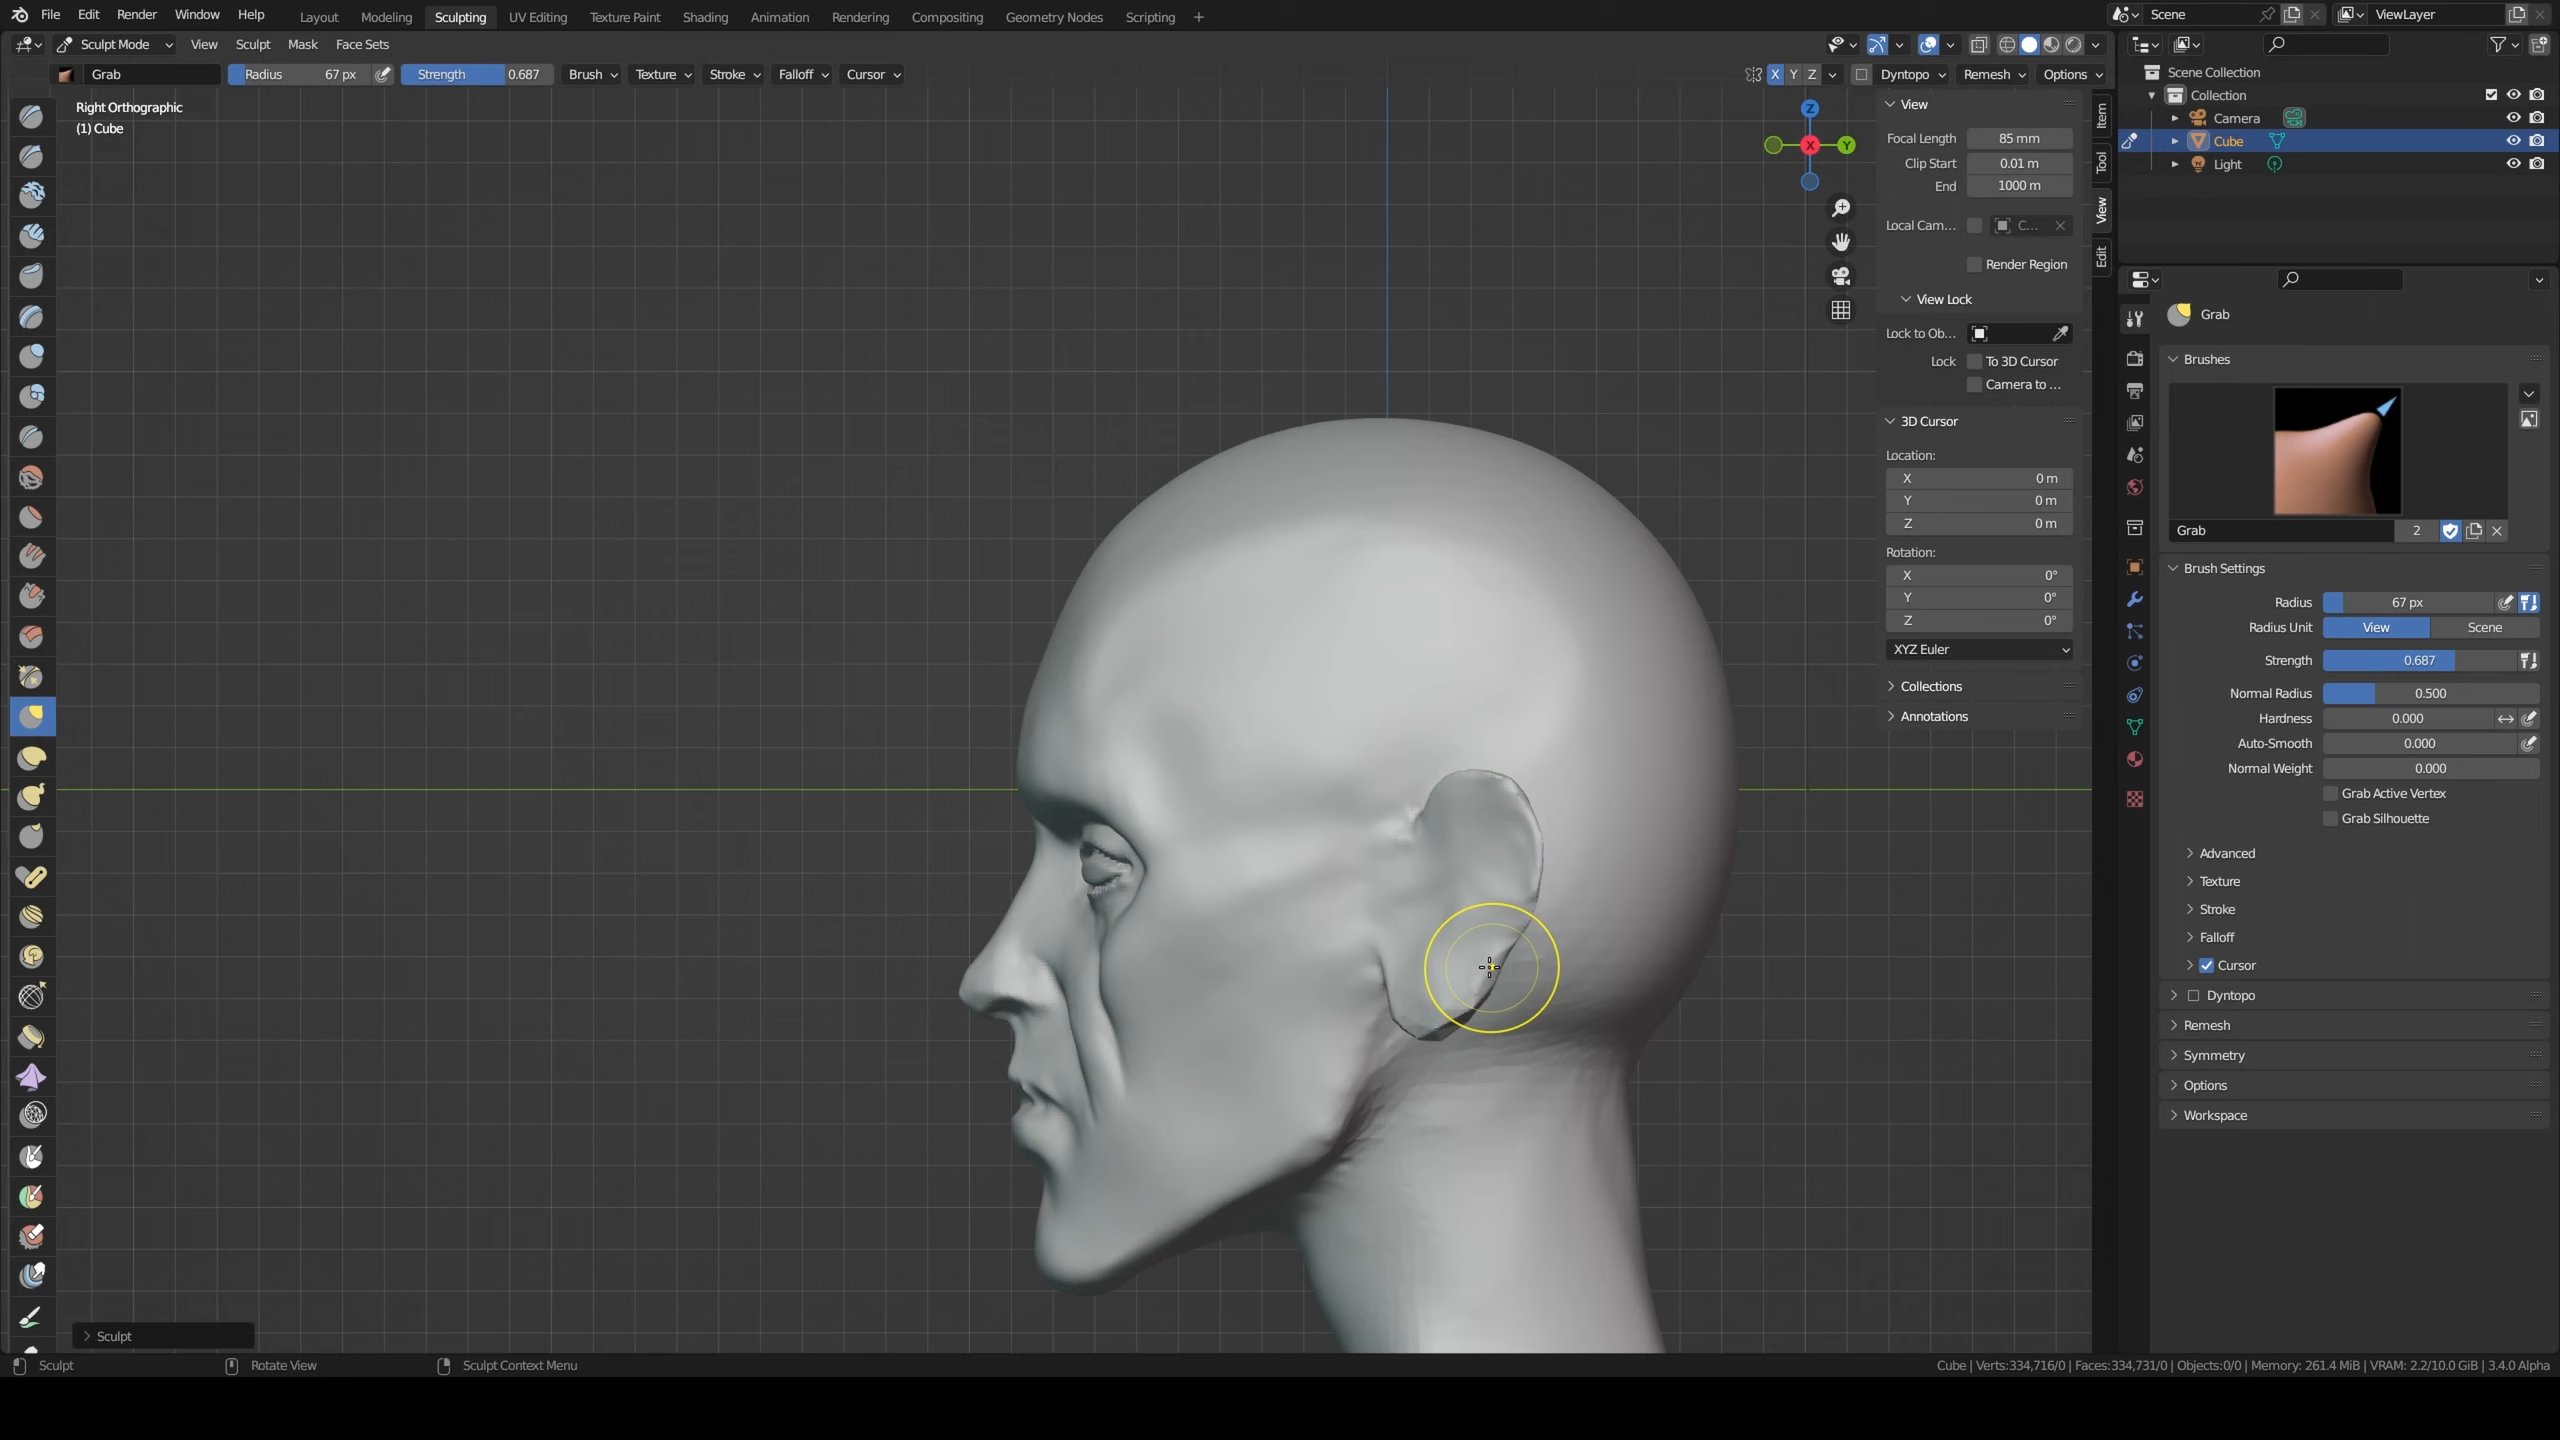 File Edit Render Window Help Layout Modeling Sculpting UV Editing Texture Paint Shading Animation Rendering Compositing Geometry Nodes Scripting + Scene ViewLayer
Sculpt Mode View Sculpt Mask Face Sets
Grab Radius 67 px Strength 0.687 Brush Texture Stroke Falloff Cursor X Y Z Dyntopo Remesh Options
Right Orthographic
(1) Cube
Z
X
Y
View
Focal Length 85 mm
Clip Start 0.01 m
End 1000 m
Local Cam... C...
Render Region
View Lock
Lock to Ob...
Lock To 3D Cursor
Camera to ...
3D Cursor
Location:
X 0 m
Y 0 m
Z 0 m
Rotation:
X 0°
Y 0°
Z 0°
XYZ Euler
Collections
Annotations
Item
Tool
View
Edit
Scene Collection
Collection
Camera
Cube
Light
Grab
Brushes
Grab 2
Brush Settings
Radius 67 px
Radius Unit View Scene
Strength 0.687
Normal Radius 0.500
Hardness 0.000
Auto-Smooth 0.000
Normal Weight 0.000
Grab Active Vertex
Grab Silhouette
Advanced
Texture
Stroke
Falloff
Cursor
Dyntopo
Remesh
Symmetry
Options
Workspace
Sculpt
Sculpt Rotate View Sculpt Context Menu Cube | Verts:334,716/0 | Faces:334,731/0 | Objects:0/0 | Memory: 261.4 MiB | VRAM: 2.2/10.0 GiB | 3.4.0 Alpha